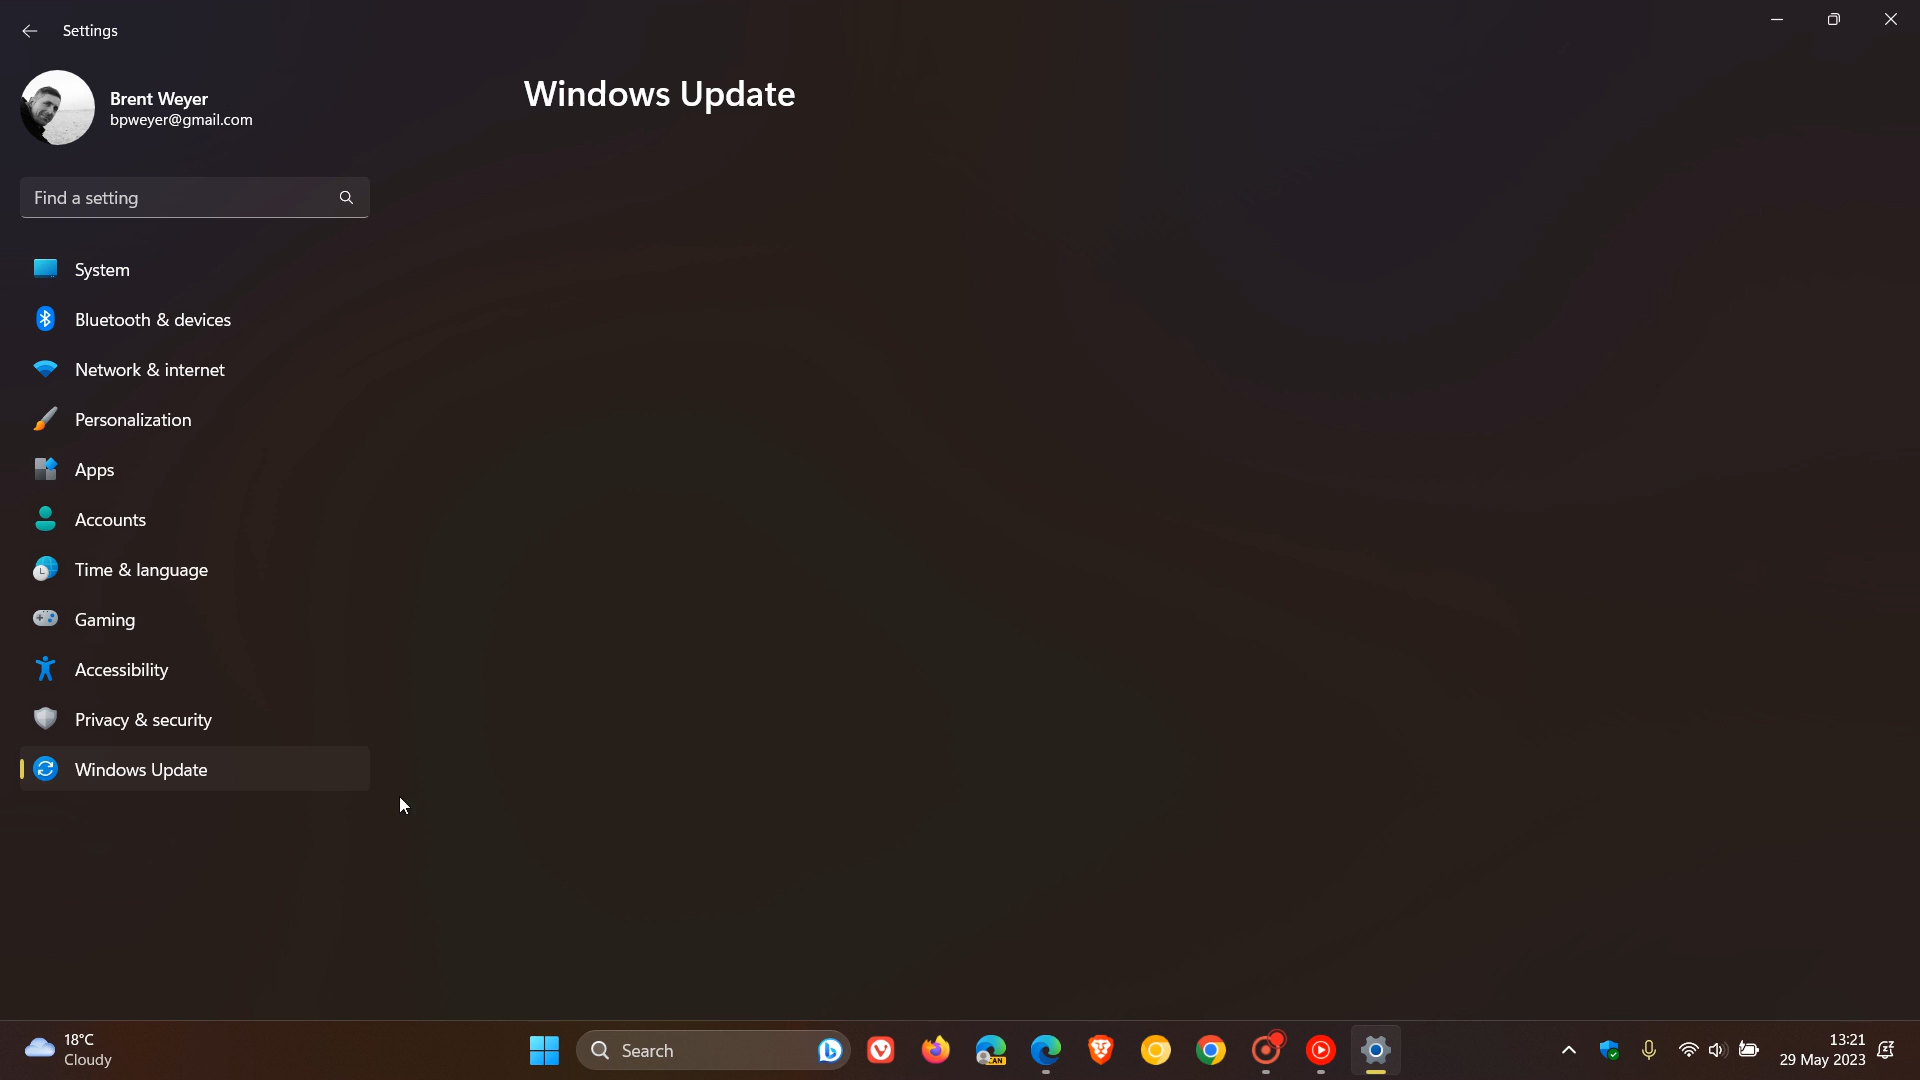 Settings
Brent Weyer
bpweyer@gmail.com
Find a setting
System
Bluetooth & devices
Network & internet
Personalization
Apps
Accounts
Time & language
Gaming
Accessibility
Privacy & security
Windows Update
Windows Update
18°C
Cloudy
Search
CAN
13:21
29 May 2023